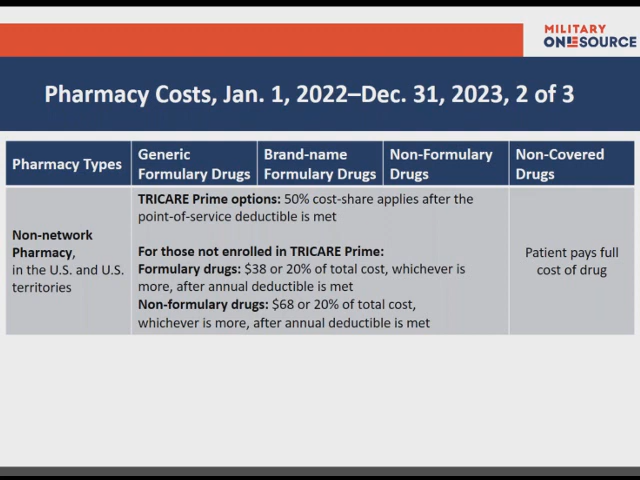 MILITARY
ONESOURCE
Pharmacy Costs, Jan. 1, 2022–Dec. 31, 2023, 2 of 3
Pharmacy Types
Generic
Formulary Drugs
Brand-name
Formulary Drugs
Non-Formulary
Drugs
Non-Covered
Drugs
Non-network
Pharmacy,
in the U.S. and U.S.
territories
TRICARE Prime options: 50% cost-share applies after the
point-of-service deductible is met
For those not enrolled in TRICARE Prime:
Formulary drugs: $38 or 20% of total cost, whichever is
more, after annual deductible is met
Non-formulary drugs: $68 or 20% of total cost,
whichever is more, after annual deductible is met
Patient pays full
cost of drug